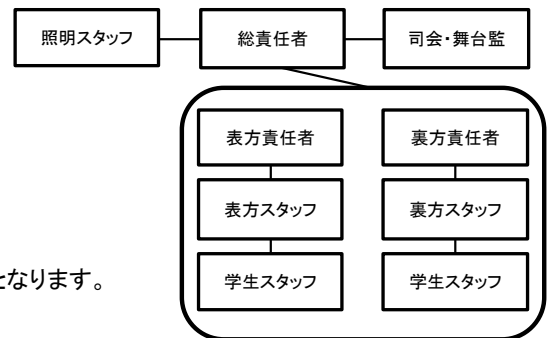 照明スタッフ 総責任者 司会・舞台監
表方責任者 裏方責任者
表方スタッフ 裏方スタッフ
となります。
学生スタッフ 学生スタッフ